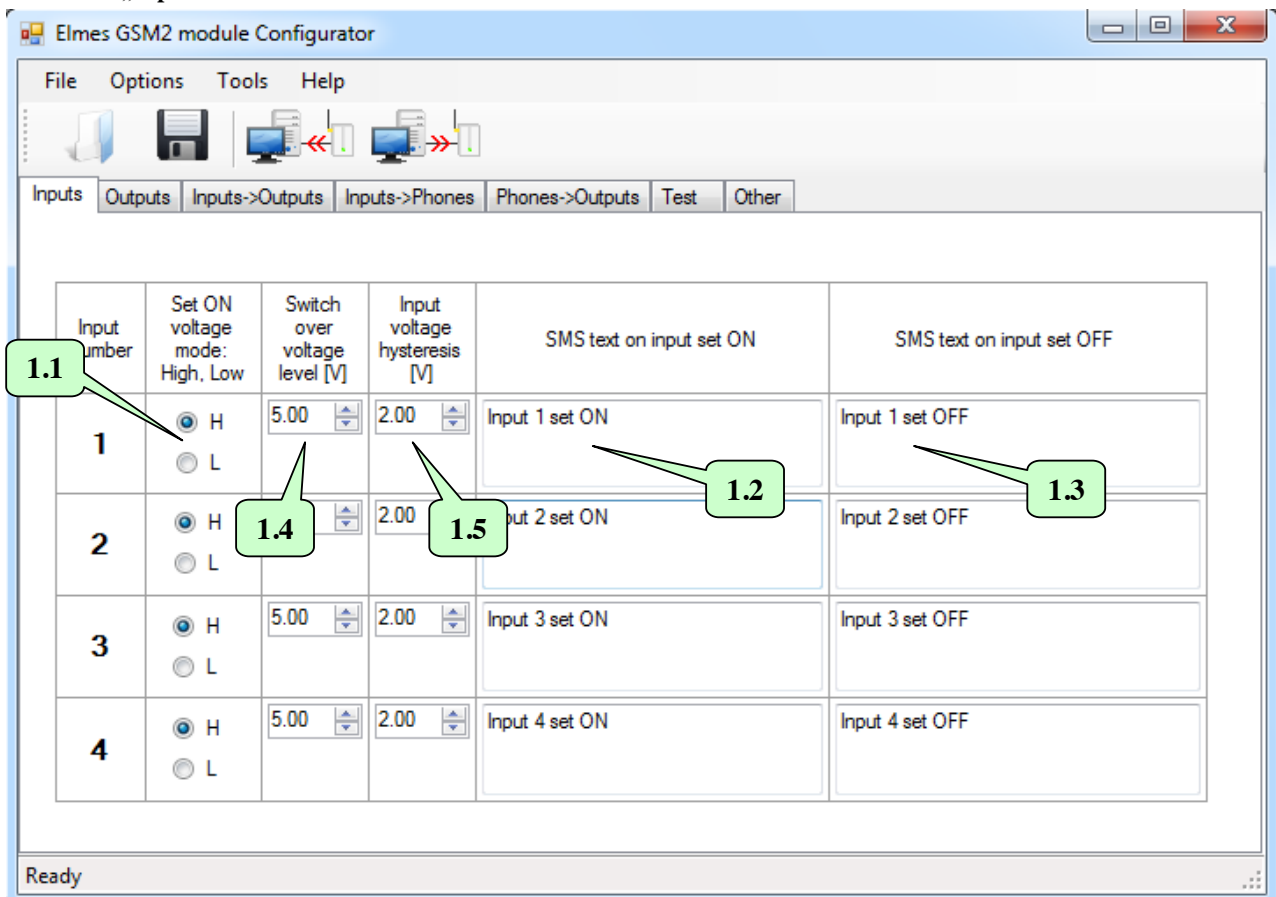 Elmes GSM2 module Configurator
File Options Tools Help
Inputs Outputs Inputs->Outputs Inputs->Phones Phones->Outputs Test Other
Input
Set ON
voltage
mode:
High, Low
Switch
over
voltage
level [V]
Input
voltage
hysteresis
[V]
SMS text on input set ON
SMS text on input set OFF
1.1
1
H
L
5.00
2.00
Input 1 set ON
Input 1 set OFF
1.4
1.5
1.2
1.3
2
H
L
2.00
2 set ON
Input 2 set OFF
3
H
L
5.00
2.00
Input 3 set ON
Input 3 set OFF
4
H
L
5.00
2.00
Input 4 set ON
Input 4 set OFF
Ready